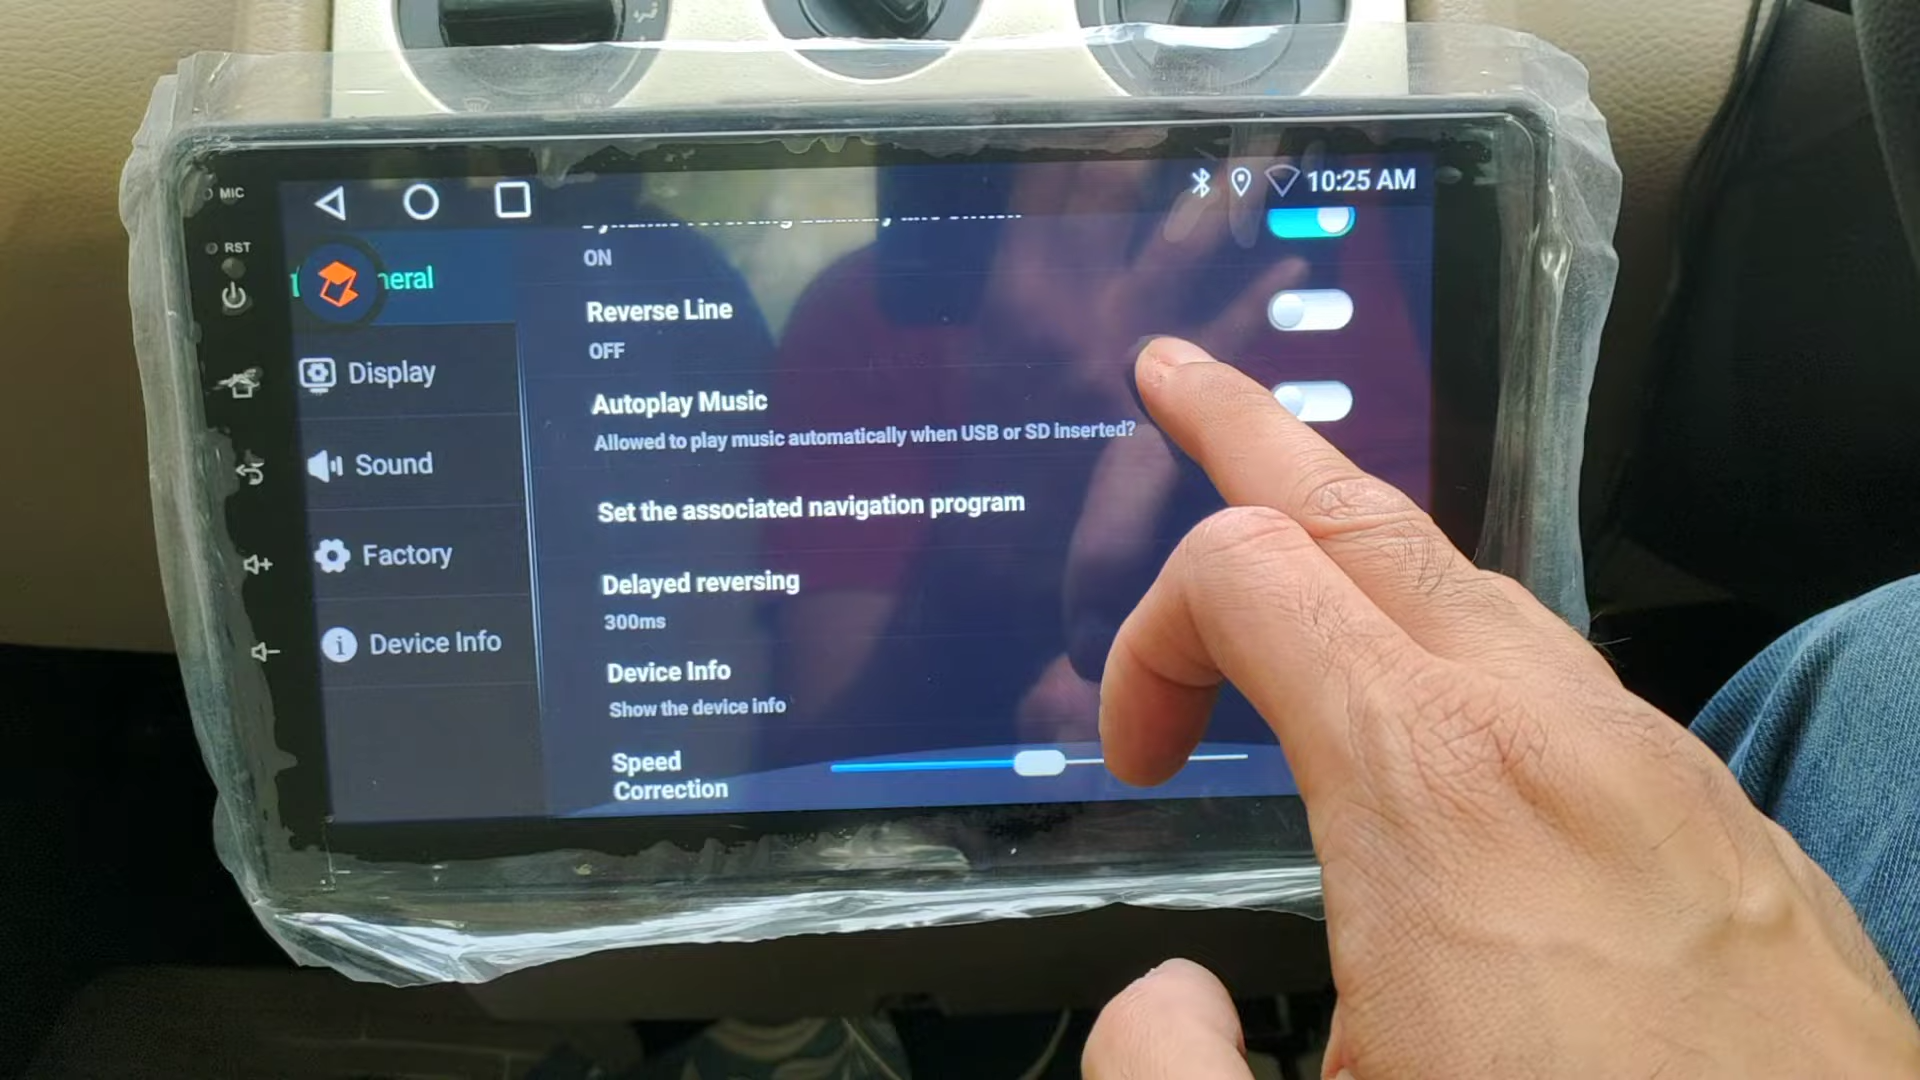 MIC
10:25 AM
RST
neral
ON
Reverse Line
OFF
Display
Autoplay Music
Allowed to play music automatically when USB or SD inserted?
Sound
Set the associated navigation program
Factory
Delayed reversing
300ms
Device Info
Device Info
Show the device info
Speed
Correction